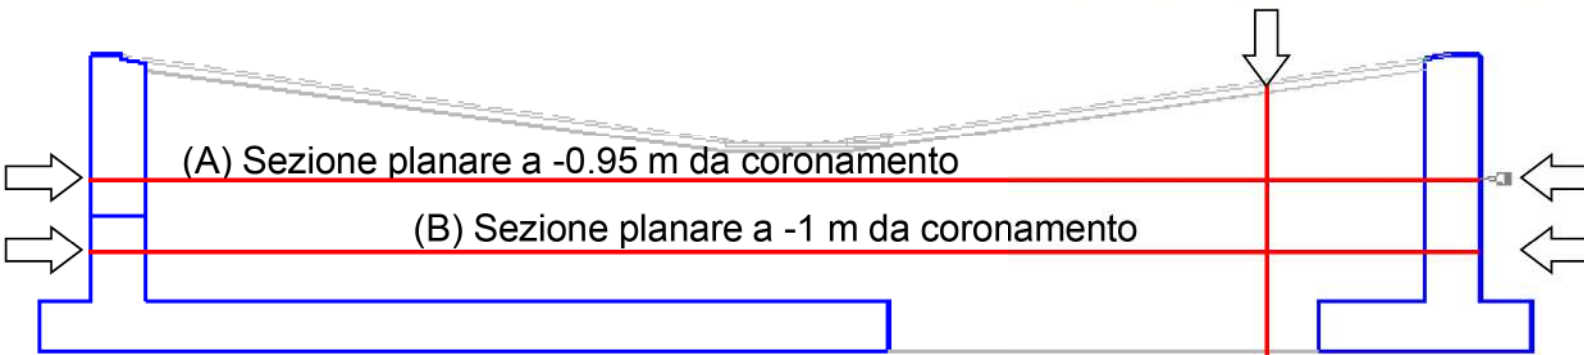 (A) Sezione planare a -0.95 m da coronamento
(B) Sezione planare a -1 m da coronamento